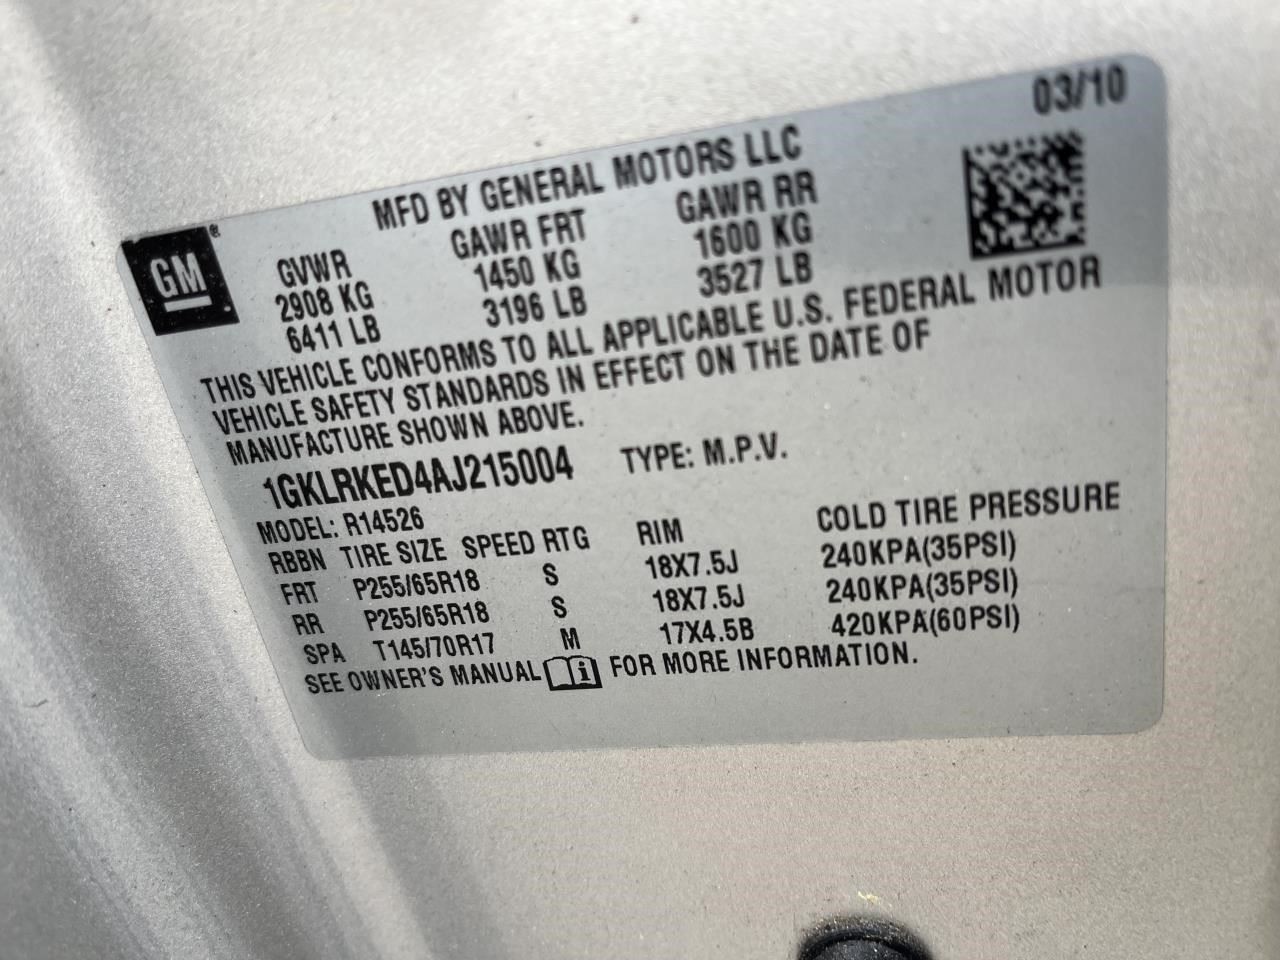 03/10
MFD BY GENERAL MOTORS LLC
GM®
GVWR GAWR FRT GAWR RR
2908 KG 1450 KG 1600 KG
6411 LB 3196 LB 3527 LB
THIS VEHICLE CONFORMS TO ALL APPLICABLE U.S. FEDERAL MOTOR
VEHICLE SAFETY STANDARDS IN EFFECT ON THE DATE OF
MANUFACTURE SHOWN ABOVE.
1GKLRKED4AJ215004 TYPE: M.P.V.
MODEL: R14526
RBBN TIRE SIZE SPEED RTG RIM COLD TIRE PRESSURE
FRT P255/65R18 S 18X7.5J 240KPA(35PSI)
RR P255/65R18 S 18X7.5J 240KPA(35PSI)
SPA T145/70R17 M 17X4.5B 420KPA(60PSI)
SEE OWNER'S MANUAL i FOR MORE INFORMATION.